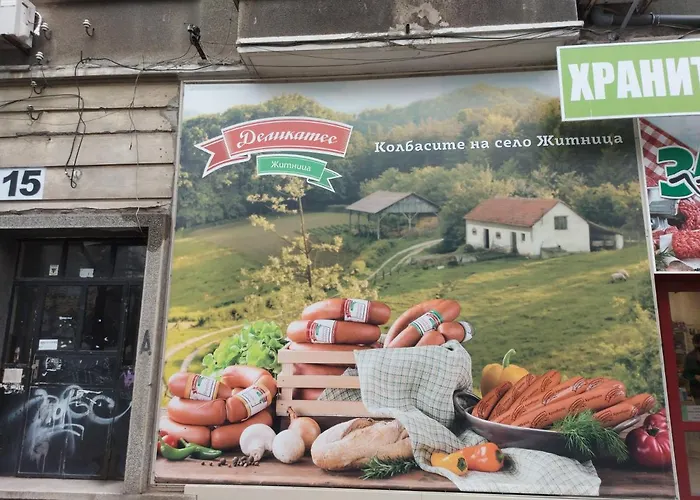 ХРАНИТ
Деликатес
Житница
Колбасите на село Житница
15